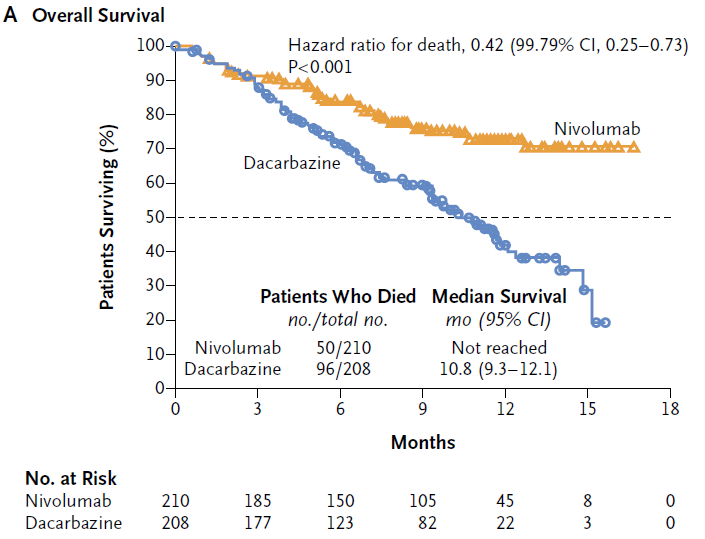 A Overall Survival
Hazard ratio for death, 0.42 (99.79% CI, 0.25–0.73)
P<0.001
Patients Surviving (%)
100
90
80
70
60
50
40
30
20
10
0
Nivolumab
Dacarbazine
Patients Who Died Median Survival
no./total no. mo (95% CI)
Nivolumab 50/210 Not reached
Dacarbazine 96/208 10.8 (9.3–12.1)
0 3 6 9 12 15 18
Months
No. at Risk
Nivolumab 210 185 150 105 45 8 0
Dacarbazine 208 177 123 82 22 3 0